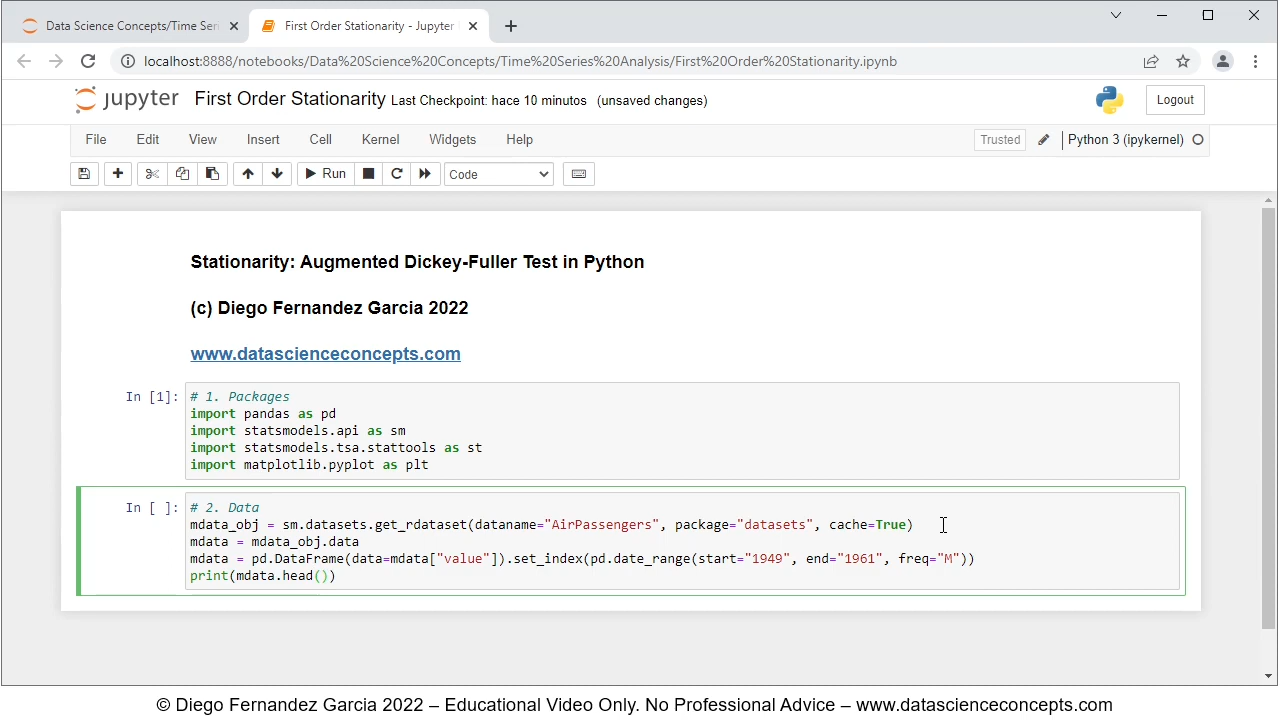 Data Science Concepts/Time Seri
First Order Stationarity - Jupyter
localhost:8888/notebooks/Data%20Science%20Concepts/Time%20Series%20Analysis/First%20Order%20Stationarity.ipynb
jupyter First Order Stationarity Last Checkpoint: hace 10 minutos (unsaved changes)
Logout
File Edit View Insert Cell Kernel Widgets Help
Trusted Python 3 (ipykernel)
Run Code
Stationarity: Augmented Dickey-Fuller Test in Python
(c) Diego Fernandez Garcia 2022
www.datascienceconcepts.com
In [1]: # 1. Packages
import pandas as pd
import statsmodels.api as sm
import statsmodels.tsa.stattools as st
import matplotlib.pyplot as plt
In [ ]: # 2. Data
mdata_obj = sm.datasets.get_rdataset(dataname="AirPassengers", package="datasets", cache=True)
mdata = mdata_obj.data
mdata = pd.DataFrame(data=mdata["value"]).set_index(pd.date_range(start="1949", end="1961", freq="M"))
print(mdata.head())
© Diego Fernandez Garcia 2022 – Educational Video Only. No Professional Advice – www.datascienceconcepts.com